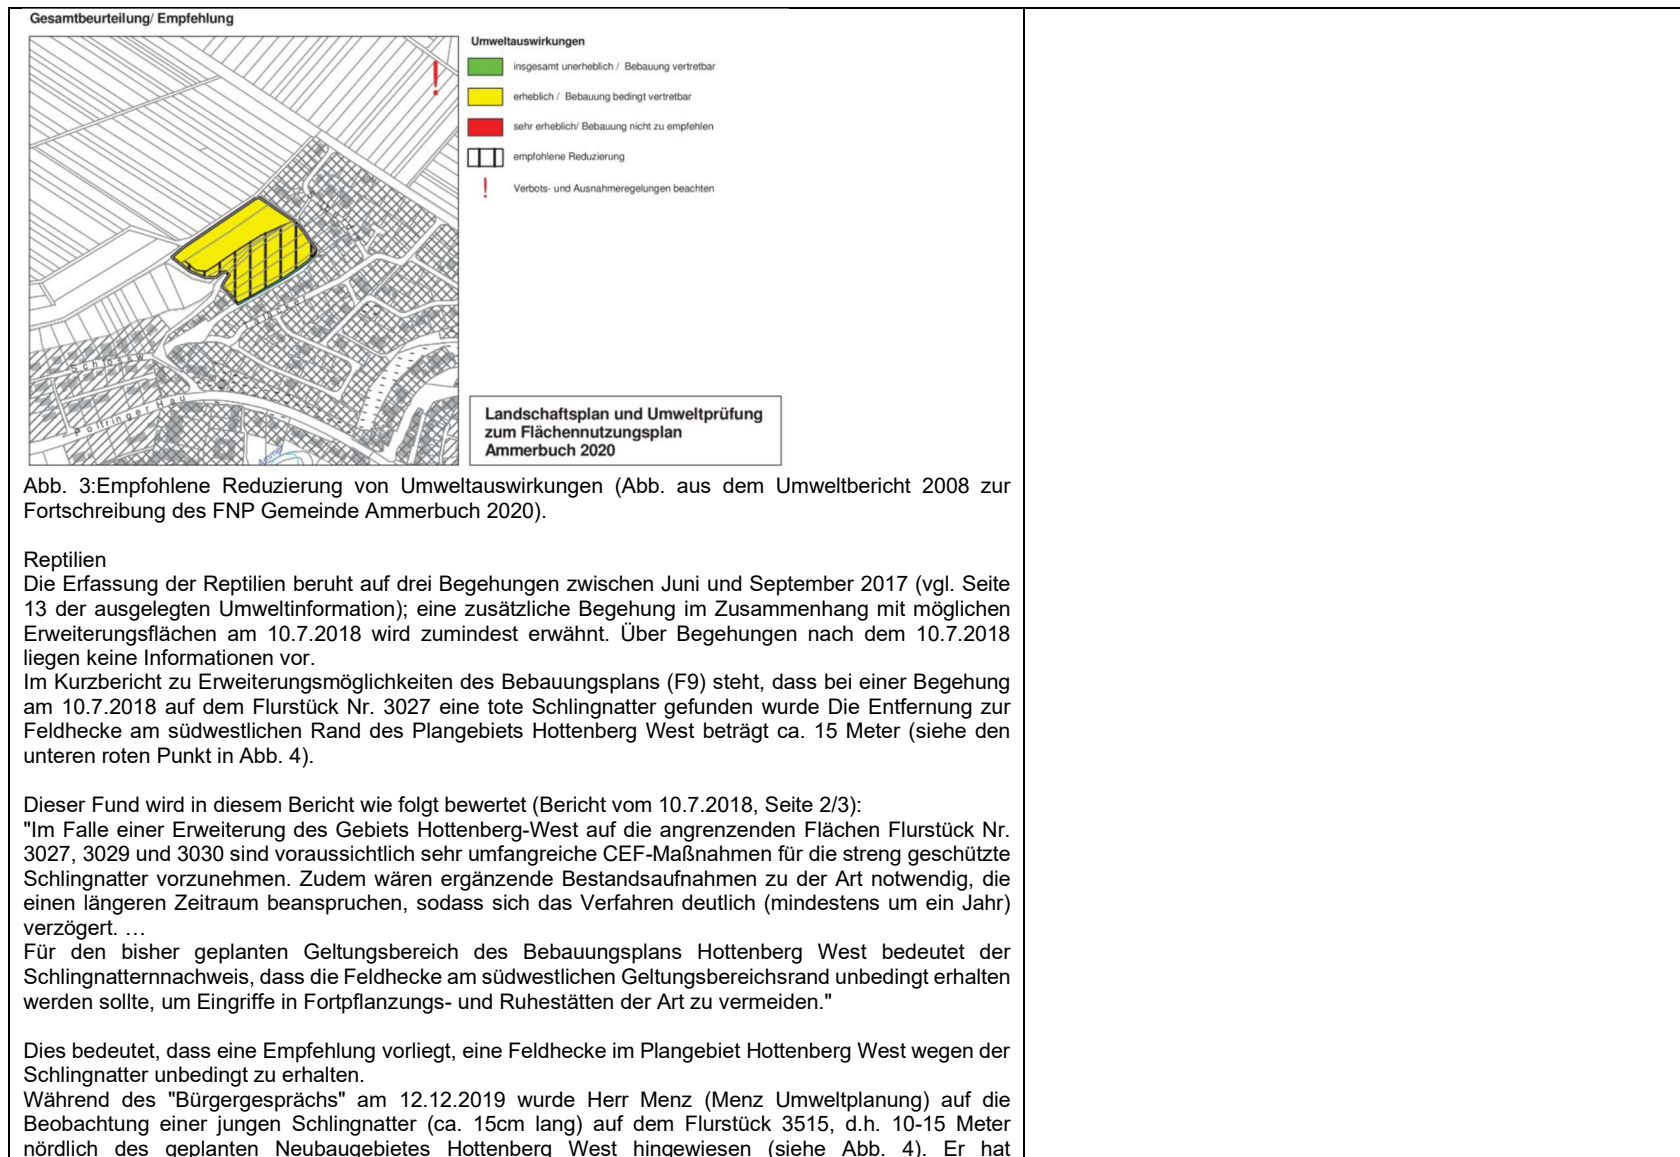 Gesamtbeurteilung/ Empfehlung
Umweltauswirkungen
insgesamt unerheblich / Bebauung vertretbar
erheblich / Bebauung bedingt vertretbar
sehr erheblich/ Bebauung nicht zu empfehlen
empfohlene Reduzierung
! Verbots- und Ausnahmeregelungen beachten
!
Schlossw
Poltringer Hau
Ammer
Landschaftsplan und Umweltprüfung
zum Flächennutzungsplan
Ammerbuch 2020
Abb. 3:Empfohlene Reduzierung von Umweltauswirkungen (Abb. aus dem Umweltbericht 2008 zur
Fortschreibung des FNP Gemeinde Ammerbuch 2020).
Reptilien
Die Erfassung der Reptilien beruht auf drei Begehungen zwischen Juni und September 2017 (vgl. Seite
13 der ausgelegten Umweltinformation); eine zusätzliche Begehung im Zusammenhang mit möglichen
Erweiterungsflächen am 10.7.2018 wird zumindest erwähnt. Über Begehungen nach dem 10.7.2018
liegen keine Informationen vor.
Im Kurzbericht zu Erweiterungsmöglichkeiten des Bebauungsplans (F9) steht, dass bei einer Begehung
am 10.7.2018 auf dem Flurstück Nr. 3027 eine tote Schlingnatter gefunden wurde Die Entfernung zur
Feldhecke am südwestlichen Rand des Plangebiets Hottenberg West beträgt ca. 15 Meter (siehe den
unteren roten Punkt in Abb. 4).
Dieser Fund wird in diesem Bericht wie folgt bewertet (Bericht vom 10.7.2018, Seite 2/3):
"Im Falle einer Erweiterung des Gebiets Hottenberg-West auf die angrenzenden Flächen Flurstück Nr.
3027, 3029 und 3030 sind voraussichtlich sehr umfangreiche CEF-Maßnahmen für die streng geschützte
Schlingnatter vorzunehmen. Zudem wären ergänzende Bestandsaufnahmen zu der Art notwendig, die
einen längeren Zeitraum beanspruchen, sodass sich das Verfahren deutlich (mindestens um ein Jahr)
verzögert. …
Für den bisher geplanten Geltungsbereich des Bebauungsplans Hottenberg West bedeutet der
Schlingnatternnachweis, dass die Feldhecke am südwestlichen Geltungsbereichsrand unbedingt erhalten
werden sollte, um Eingriffe in Fortpflanzungs- und Ruhestätten der Art zu vermeiden."
Dies bedeutet, dass eine Empfehlung vorliegt, eine Feldhecke im Plangebiet Hottenberg West wegen der
Schlingnatter unbedingt zu erhalten.
Während des "Bürgergesprächs" am 12.12.2019 wurde Herr Menz (Menz Umweltplanung) auf die
Beobachtung einer jungen Schlingnatter (ca. 15cm lang) auf dem Flurstück 3515, d.h. 10-15 Meter
nördlich des geplanten Neubaugebietes Hottenberg West hingewiesen (siehe Abb. 4). Er hat